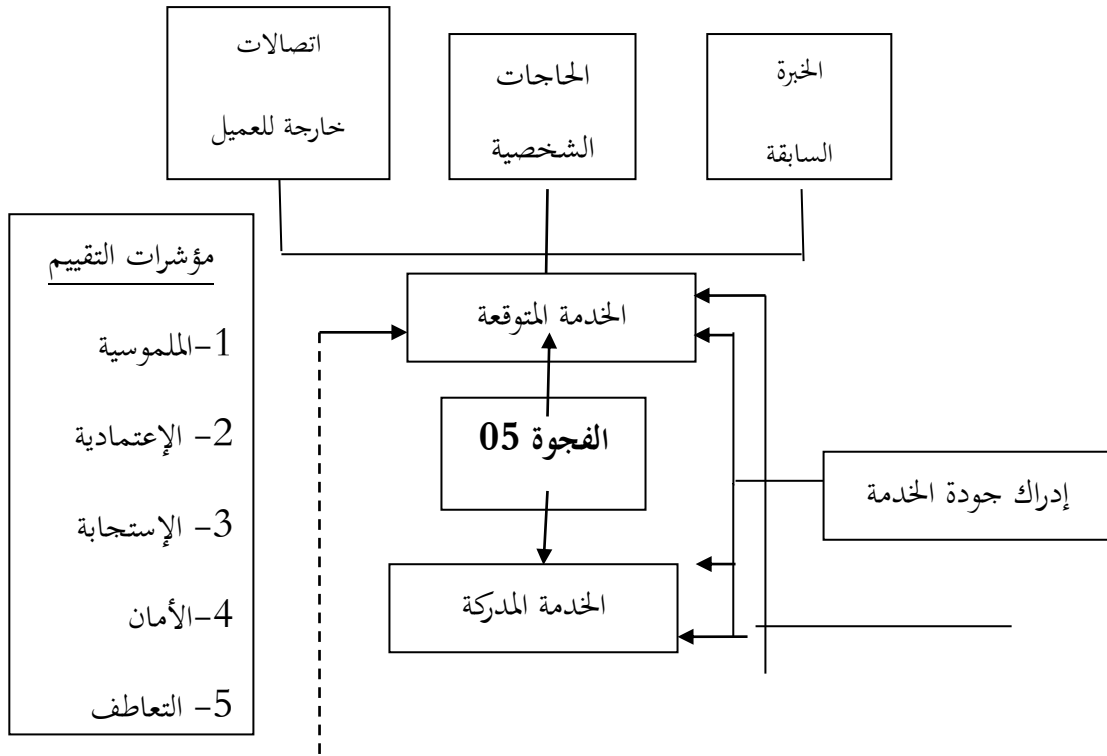 الخبرة
السابقة
الحاجات
الشخصية
اتصالات
خارجة للعميل
مؤشرات التقييم
1-الملموسية
2- الإعتمادية
3- الإستجابة
4-الأمان
5- التعاطف
الخدمة المتوقعة
الفجوة 05
إدراك جودة الخدمة
الخدمة المدركة